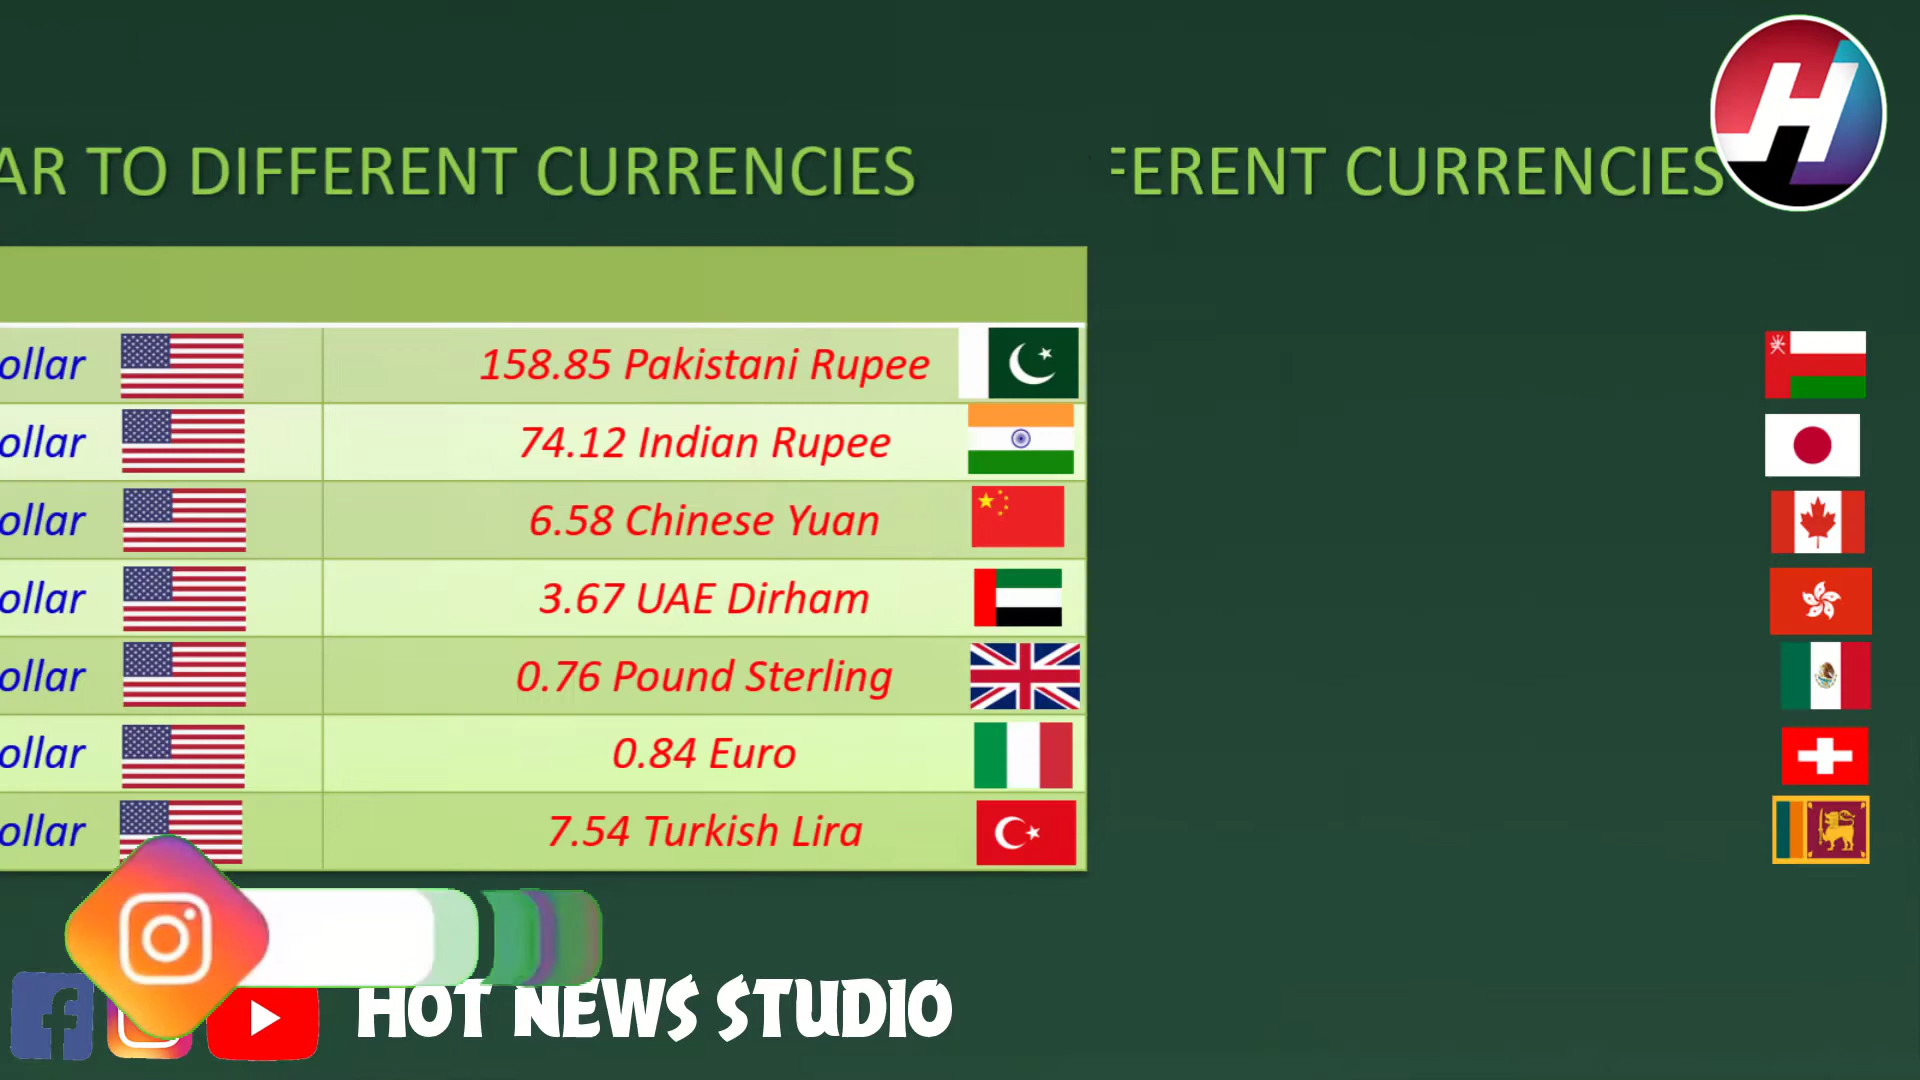 AR TO DIFFERENT CURRENCIES
FERENT CURRENCIES
H
ollar 158.85 Pakistani Rupee
ollar 74.12 Indian Rupee
ollar 6.58 Chinese Yuan
ollar 3.67 UAE Dirham
ollar 0.76 Pound Sterling
ollar 0.84 Euro
ollar 7.54 Turkish Lira
HOT NEWS STUDIO